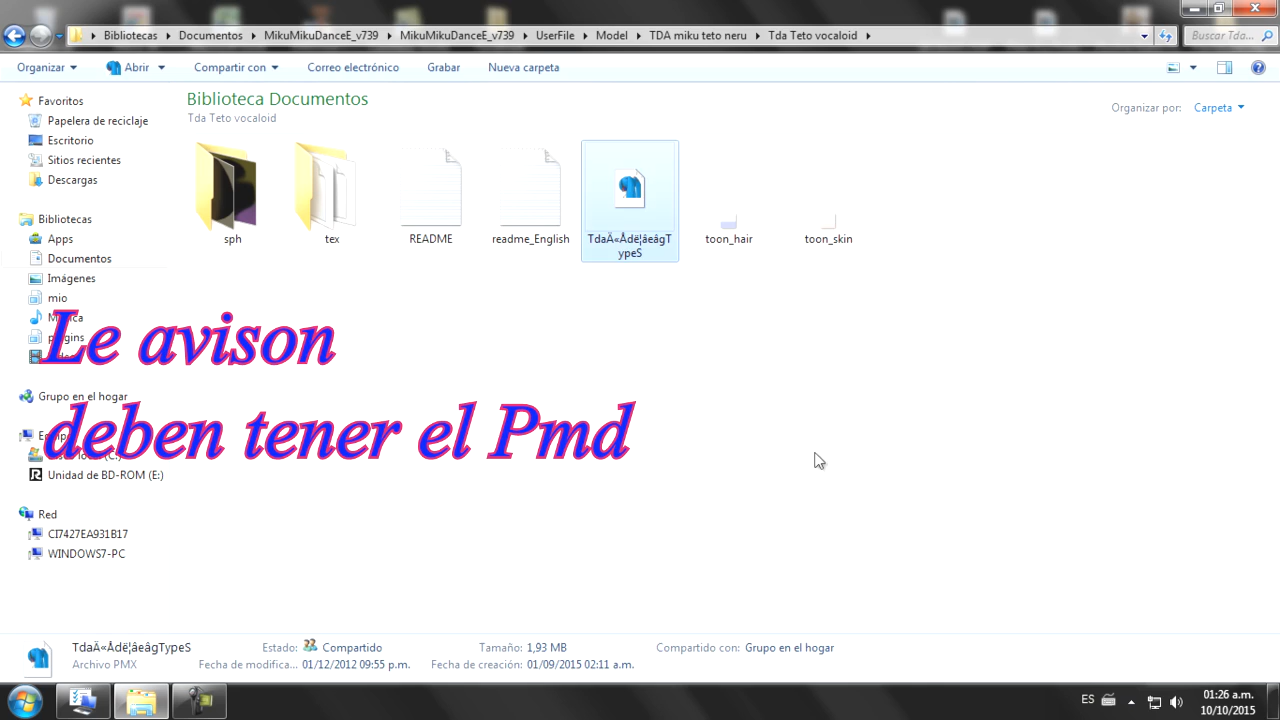 Bibliotecas Documentos MikuMikuDanceE_v739 MikuMikuDanceE_v739 UserFile Model TDA miku teto neru Tda Teto vocaloid
Buscar Tda...
Organizar Abrir Compartir con Correo electrónico Grabar Nueva carpeta
Biblioteca Documentos
Tda Teto vocaloid
Organizar por: Carpeta
Favoritos
Papelera de reciclaje
Escritorio
Sitios recientes
Descargas
Bibliotecas
Apps
Documentos
Imágenes
mio
Grupo en el hogar
Unidad de BD-ROM (E:)
Red
CI7427EA931B17
WINDOWS7-PC
sph
tex
README
readme_English
TdaÄ«Ådë¦âeâgT
ypeS
toon_hair
toon_skin
Le avison
deben tener el Pmd
TdaÄ«Ådë¦âeâgTypeS
Archivo PMX
Estado: Compartido
Fecha de modifica... 01/12/2012 09:55 p.m.
Tamaño: 1,93 MB
Fecha de creación: 01/09/2015 02:11 a.m.
Compartido con: Grupo en el hogar
ES
01:26 a.m.
10/10/2015